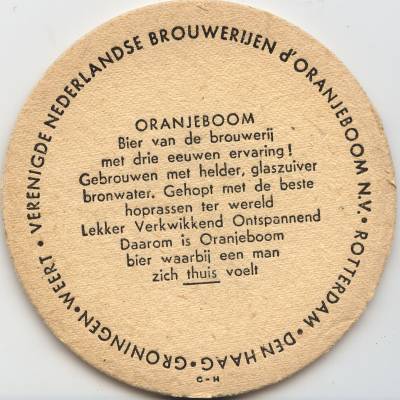 VERENIGDE NEDERLANDSE BROUWERIJEN d'ORANJEBOOM N.V. • ROTTERDAM • DEN HAAG • GRONINGEN • WEERT •
ORANJEBOOM
Bier van de brouwerij
met drie eeuwen ervaring!
Gebrouwen met helder, glaszuiver
bronwater. Gehopt met de beste
hoprassen ter wereld
Lekker Verkwikkend Ontspannend
Daarom is Oranjeboom
bier waarbij een man
zich thuis voelt
C-H